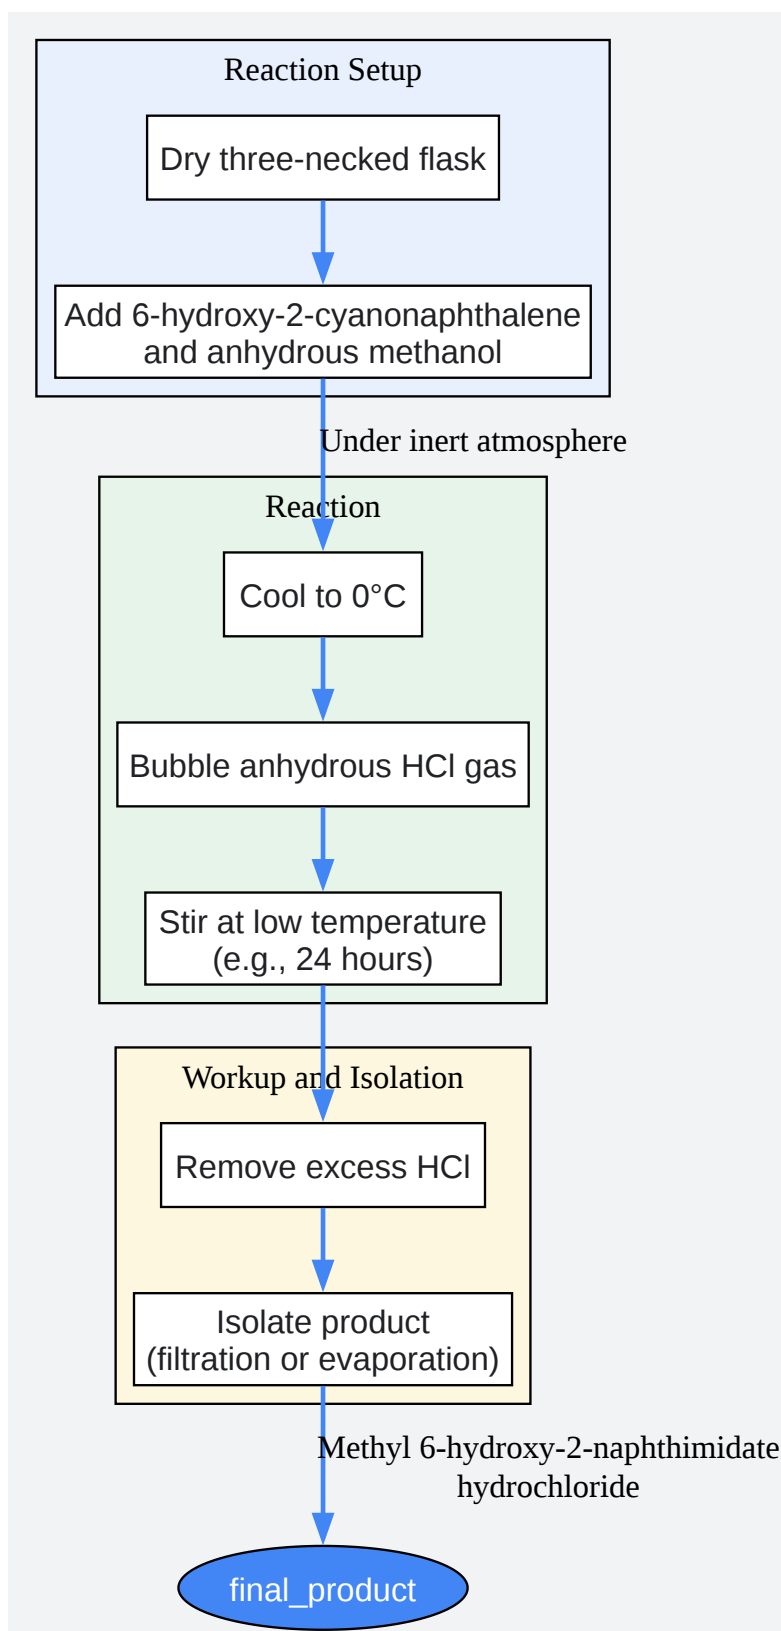 Reaction Setup
Dry three-necked flask
Add 6-hydroxy-2-cyanonaphthalene
and anhydrous methanol
Under inert atmosphere
Reaction
Cool to 0°C
Bubble anhydrous HCl gas
Stir at low temperature
(e.g., 24 hours)
Workup and Isolation
Remove excess HCl
Isolate product
(filtration or evaporation)
Methyl 6-hydroxy-2-naphthimidate
hydrochloride
final_product